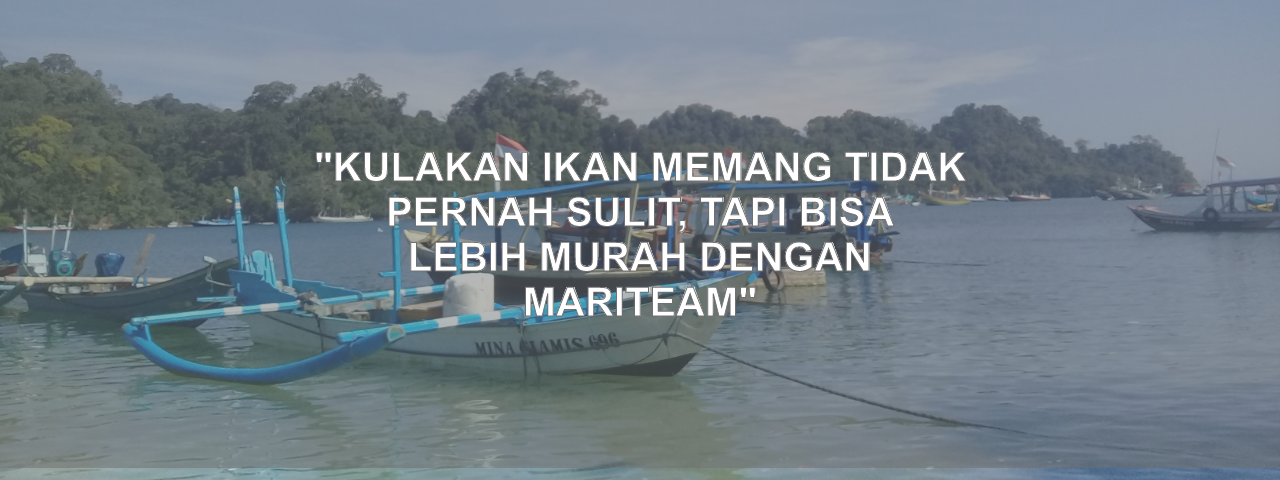 "KULAKAN IKAN MEMANG TIDAK
PERNAH SULIT, TAPI BISA
LEBIH MURAH DENGAN
MARITEAM"
MINA CIAMIS 696